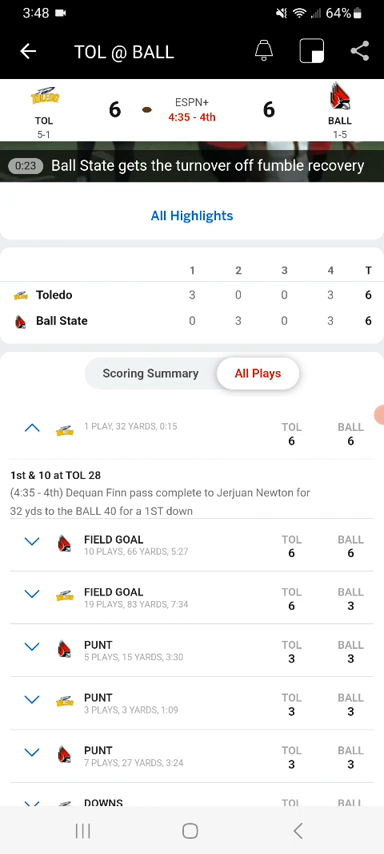 3:48 64%
TOL @ BALL
TOLEDO
TOL
5-1
6
ESPN+
4:35 - 4th
6
BALL
1-5
0:23 Ball State gets the turnover off fumble recovery
All Highlights
1 2 3 4 T
Toledo 3 0 0 3 6
Ball State 0 3 0 3 6
Scoring Summary All Plays
1 PLAY, 32 YARDS, 0:15 TOL BALL
6 6
1st & 10 at TOL 28
(4:35 - 4th) Dequan Finn pass complete to Jerjuan Newton for
32 yds to the BALL 40 for a 1ST down
FIELD GOAL TOL BALL
10 PLAYS, 66 YARDS, 5:27 6 6
FIELD GOAL TOL BALL
19 PLAYS, 83 YARDS, 7:34 6 3
PUNT TOL BALL
5 PLAYS, 15 YARDS, 3:30 3 3
PUNT TOL BALL
3 PLAYS, 3 YARDS, 1:09 3 3
PUNT TOL BALL
7 PLAYS, 27 YARDS, 3:24 3 3
DOWNS TOL BALL